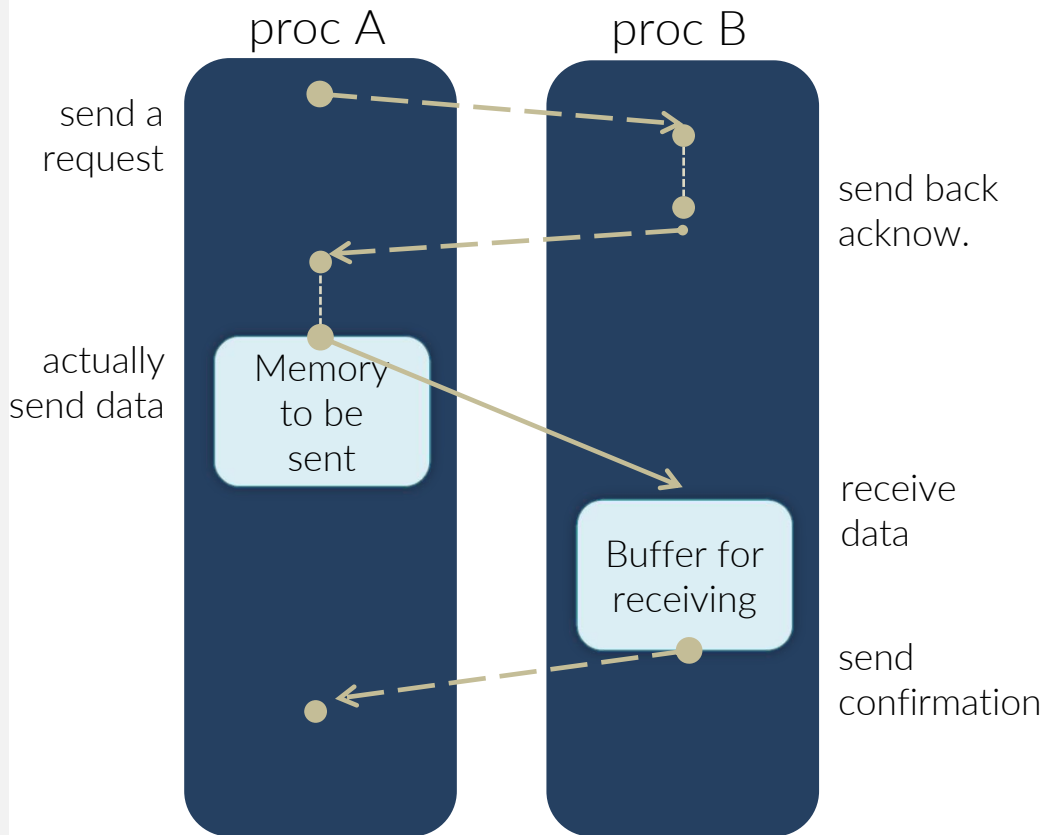 proc A
proc B
send a
request
send back
acknow.
actually
send data
Memory
to be
sent
receive
data
Buffer for
receiving
send
confirmation